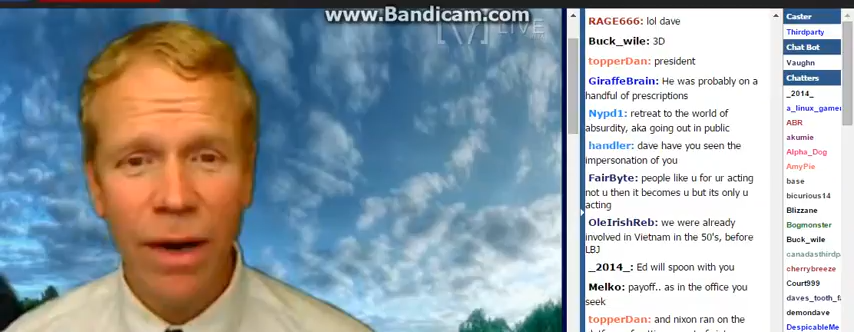 www.Bandicam.com
LIVE
RAGE666: lol dave
Buck_wile: 3D
topperDan: president
GiraffeBrain: He was probably on a
handful of prescriptions
Nypd1: retreat to the world of
absurdity, aka going out in public
handler: dave have you seen the
impersonation of you
FairByte: people like u for ur acting
not u then it becomes u but its only u
acting
OleIrishReb: we were already
involved in Vietnam in the 50's, before
LBJ
_2014_: Ed will spoon with you
Melko: payoff.. as in the office you
seek
topperDan: and nixon ran on the
Caster
Thirdparty
Chat Bot
Vaughn
Chatters
_2014_
a_linux_gamer
ABR
akumie
Alpha_Dog
AmyPie
base
bicurious14
Blizzane
Bogmonster
Buck_wile
canadasthirdp
cherrybreeze
Court999
daves_tooth_f
demondave
DespicableMe